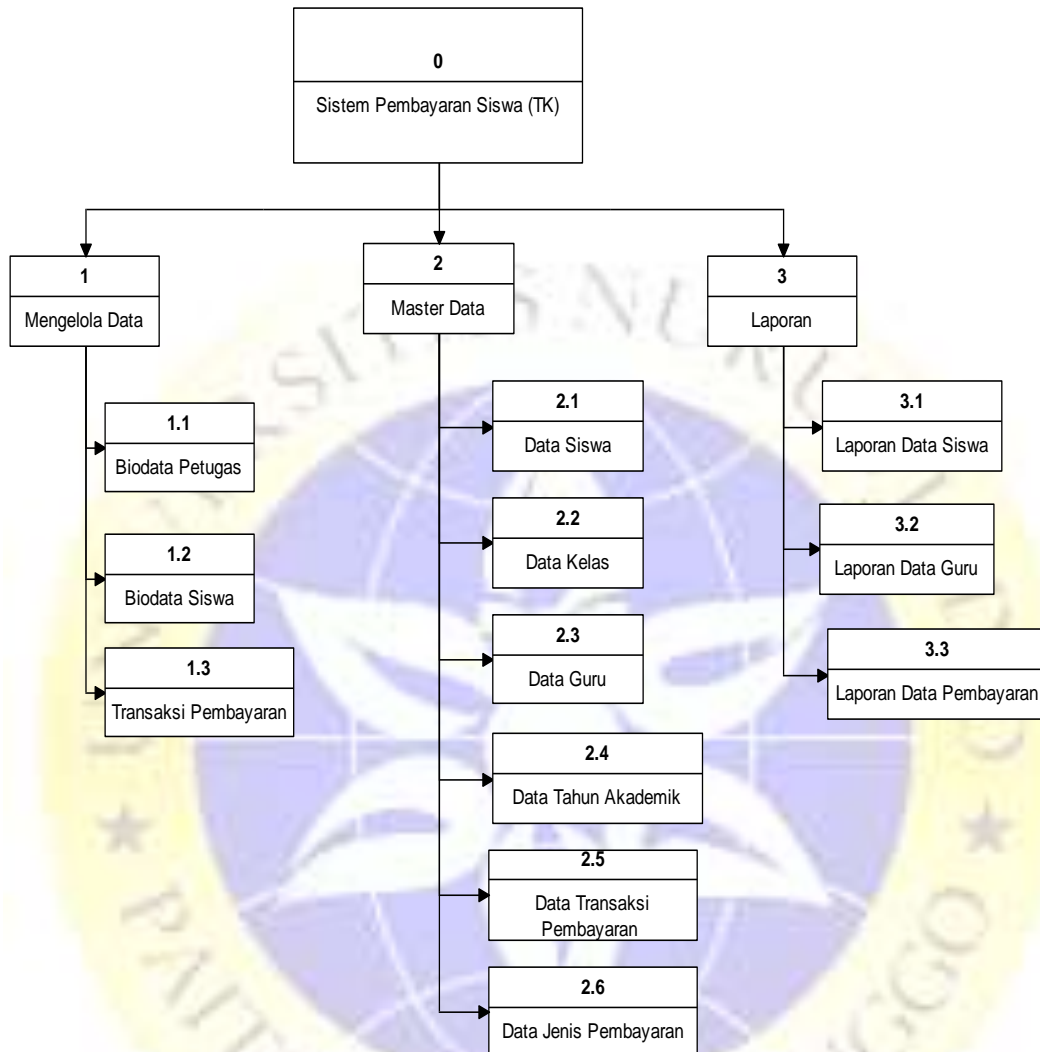 0
Sistem Pembayaran Siswa (TK)
1
Mengelola Data
2
Master Data
3
Laporan
1.1
Biodata Petugas
1.2
Biodata Siswa
1.3
Transaksi Pembayaran
2.1
Data Siswa
2.2
Data Kelas
2.3
Data Guru
2.4
Data Tahun Akademik
2.5
Data Transaksi
Pembayaran
2.6
Data Jenis Pembayaran
3.1
Laporan Data Siswa
3.2
Laporan Data Guru
3.3
Laporan Data Pembayaran